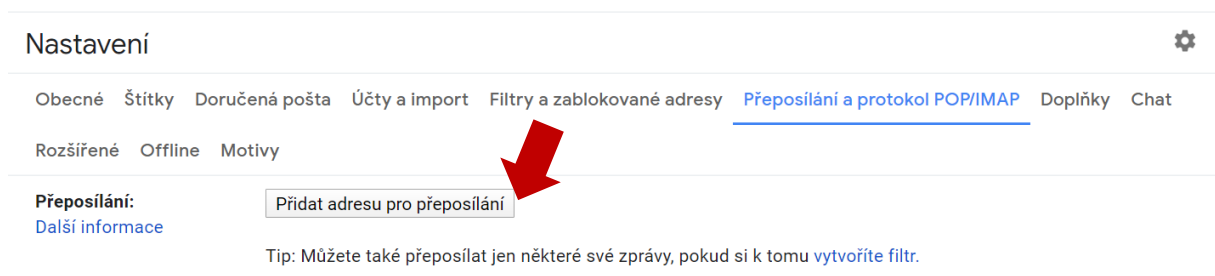 Nastavení
Obecné Štítky Doručená pošta Účty a import Filtry a zablokované adresy Přeposílání a protokol POP/IMAP Doplňky Chat
Rozšířené Offline Motivy
Přeposílání: Přidat adresu pro přeposílání
Další informace
Tip: Můžete také přeposílat jen některé své zprávy, pokud si k tomu vytvoříte filtr.